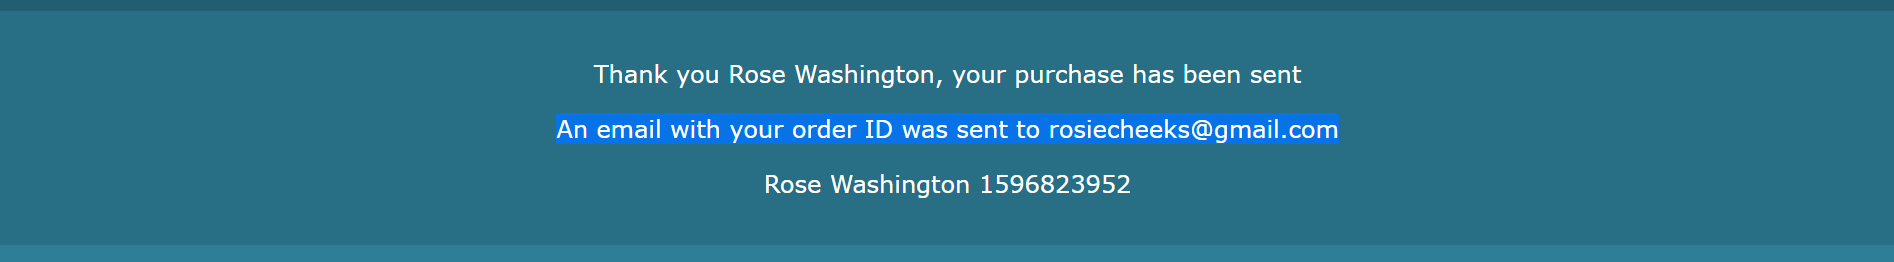 Thank you Rose Washington, your purchase has been sent
An email with your order ID was sent to rosiecheeks@gmail.com
Rose Washington 1596823952